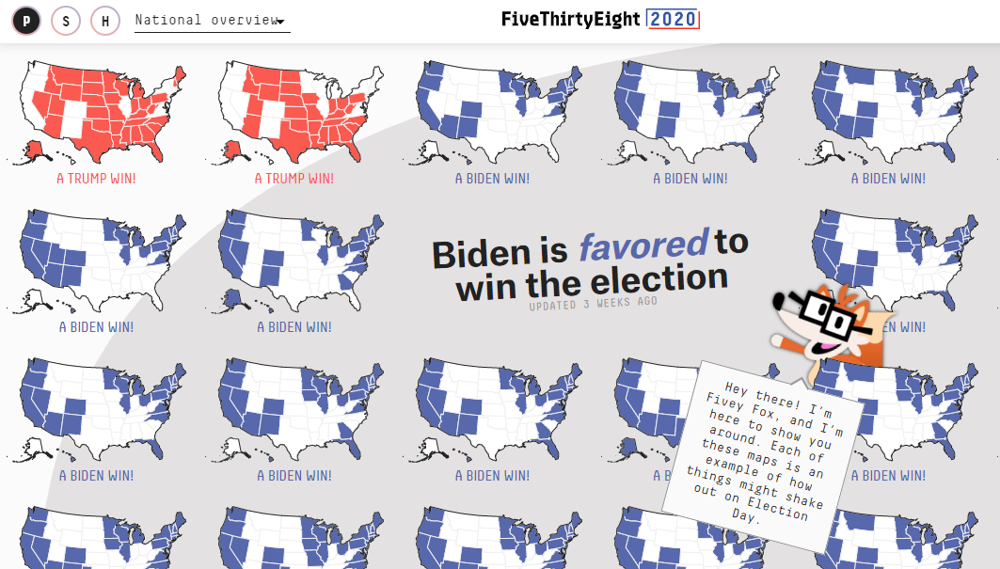 P S H National overview FiveThirtyEight 2020
A TRUMP WIN! A TRUMP WIN! A BIDEN WIN! A BIDEN WIN! A BIDEN WIN!
Biden is favored to
win the election
UPDATED 3 WEEKS AGO
A BIDEN WIN! A BIDEN WIN! EN WIN!
Hey there! I'm
Fivey Fox, and I'm
here to show you
around. Each of
these maps is an
example of how
things might shake
out on Election
Day.
A BIDEN WIN! A BIDEN WIN! A BIDEN WIN! A B A BIDEN WIN!